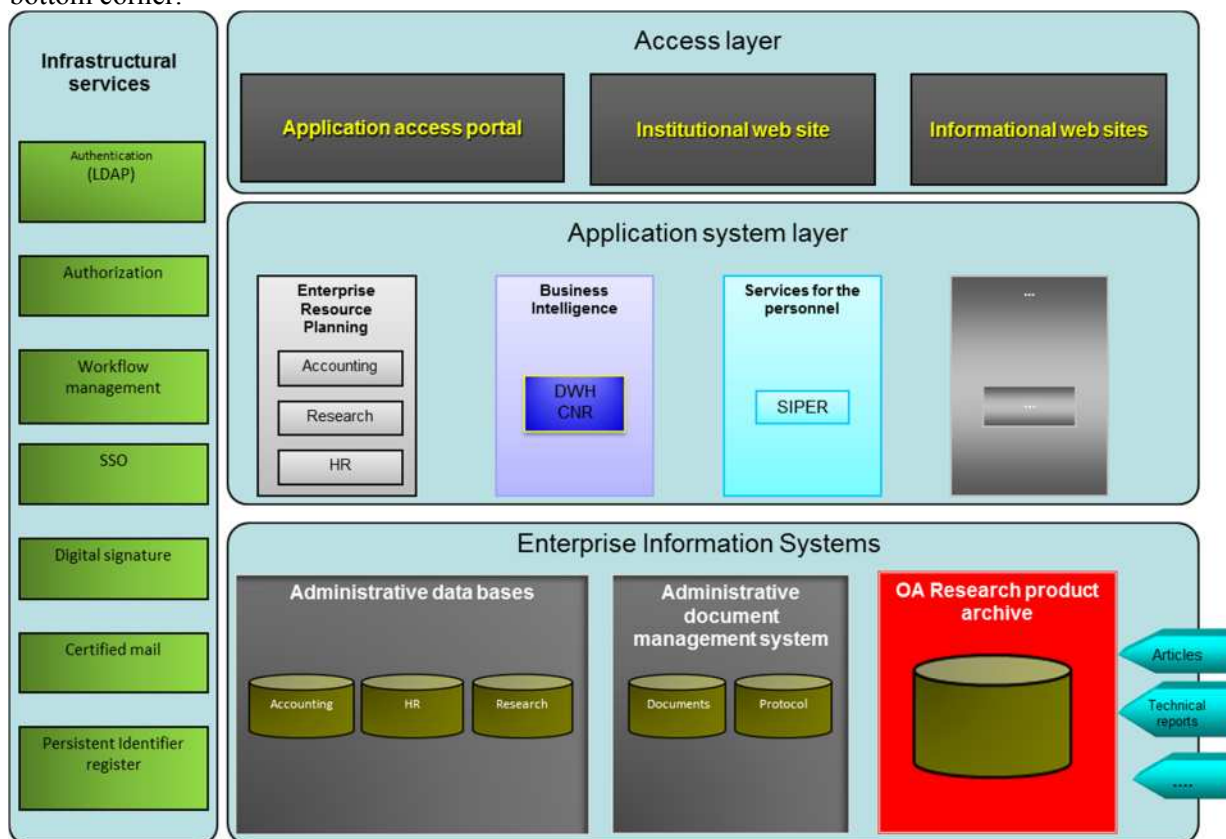 bottom corner.
Infrastructural
services
Authentication
(LDAP)
Authorization
Workflow
management
SSO
Digital signature
Certified mail
Persistent Identifier
register
Access layer
Application access portal
Institutional web site
Informational web sites
Application system layer
Enterprise
Resource
Planning
Accounting
Research
HR
Business
Intelligence
DWH
CNR
Services for the
personnel
SIPER
...
...
Enterprise Information Systems
Administrative data bases
Accounting
HR
Research
Administrative
document
management system
Documents
Protocol
OA Research product
archive
Articles
Technical
reports
....